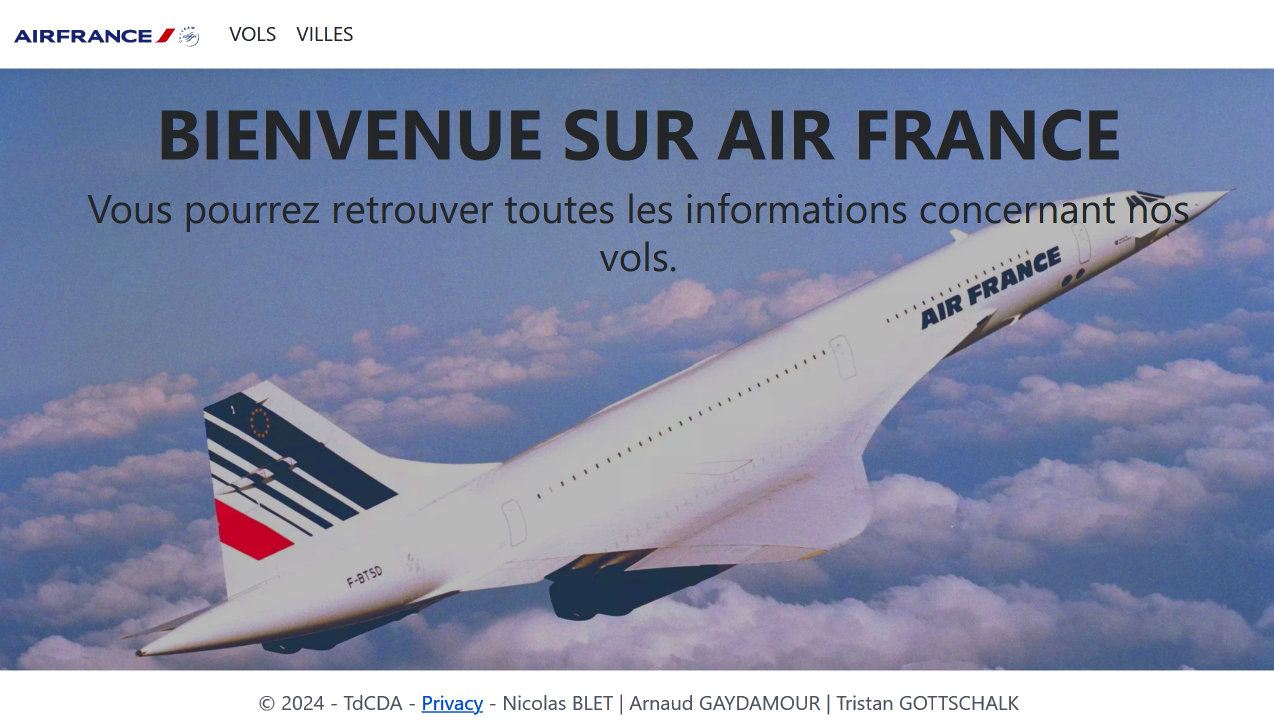 AIRFRANCE
VOLS VILLES
BIENVENUE SUR AIR FRANCE
Vous pourrez retrouver toutes les informations concernant nos
vols.
AIR FRANCE
F-BTSD
© 2024 - TdCDA - Privacy - Nicolas BLET | Arnaud GAYDAMOUR | Tristan GOTTSCHALK